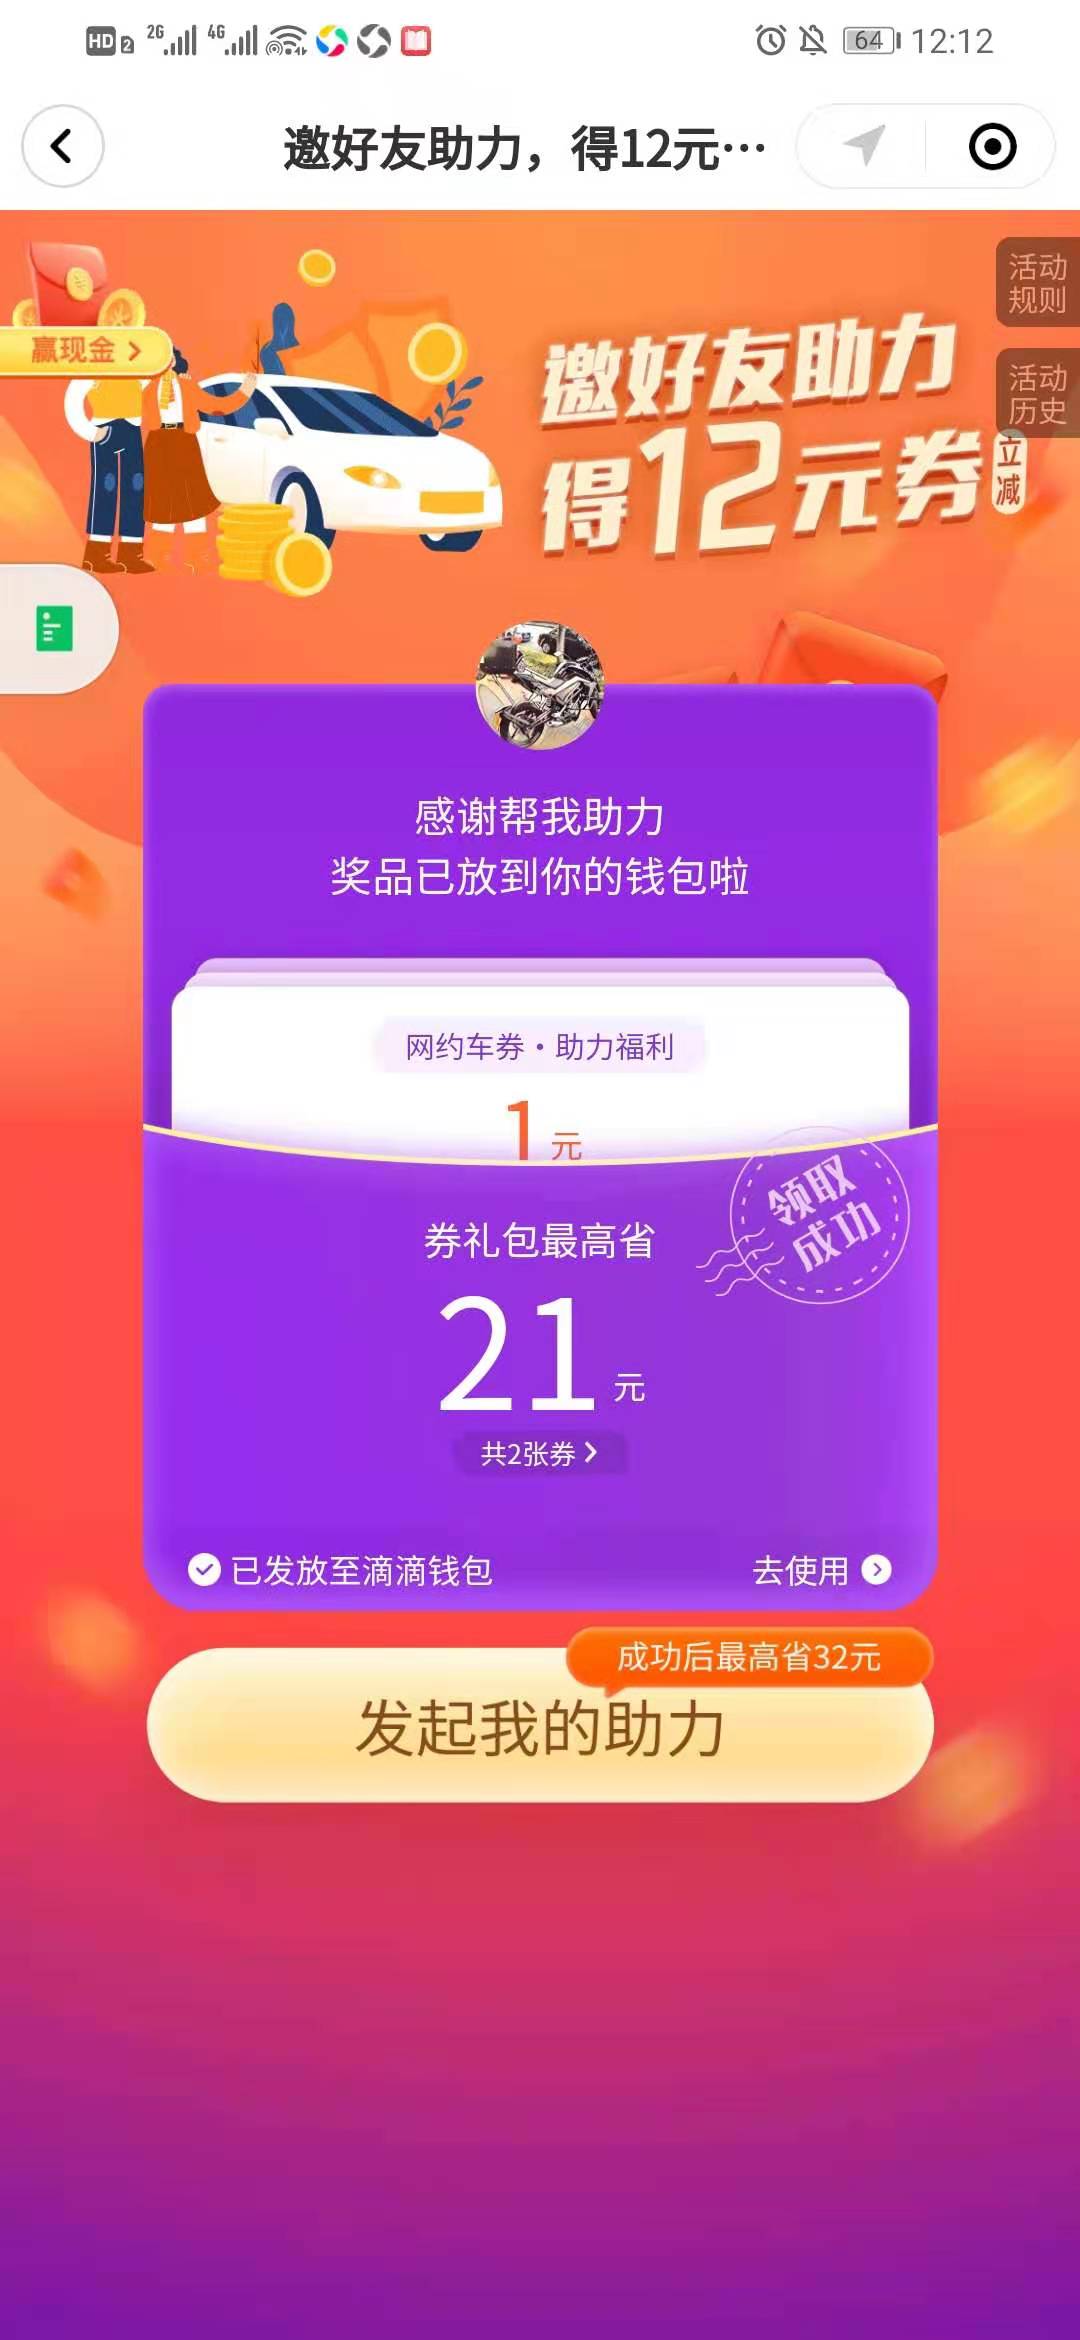 HD 2 2G 4G 64 12:12
邀好友助力，得12元…
活动
规则
赢现金
邀好友助力
活动
历史
得12元券
立减
感谢帮我助力
奖品已放到你的钱包啦
网约车券·助力福利
1元
领取
成功
券礼包最高省
21元
共2张券
已发放至滴滴钱包
去使用
成功后最高省32元
发起我的助力